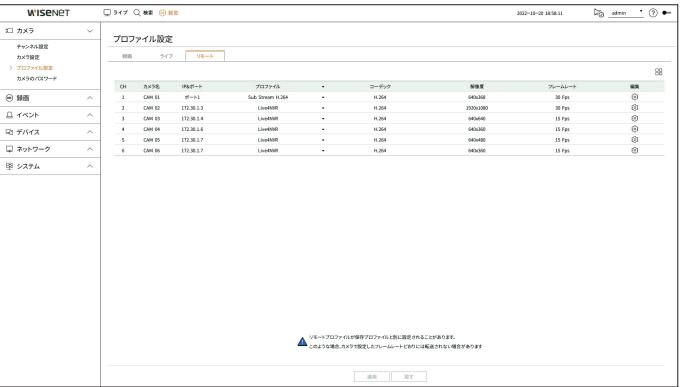 WISENET
ライブ 検索 設定
2022-10-20 18:58:11 admin
カメラ
チャンネル設定
カメラ設定
プロファイル設定
カメラのパスワード
録画
イベント
デバイス
ネットワーク
システム
プロファイル設定
録画 ライブ リモート
CH カメラ名 IP&ポート プロファイル コーデック 解像度 フレームレート 編集
1 CAM 01 ポート1 Sub Stream H.264 H.264 640x360 30 Fps
2 CAM 02 172.30.1.3 Live4NVR H.264 1920x1080 30 Fps
3 CAM 03 172.30.1.4 Live4NVR H.264 640x640 15 Fps
4 CAM 04 172.30.1.6 Live4NVR H.264 640x360 15 Fps
5 CAM 05 172.30.1.7 Live4NVR H.264 640x480 15 Fps
6 CAM 06 172.30.1.7 Live4NVR H.264 640x360 15 Fps
リモートプロファイルが保存プロファイルと別に設定されることがあります。
このような場合、カメラで設定したフレームレートどおりには転送されない場合があります
適用 戻す